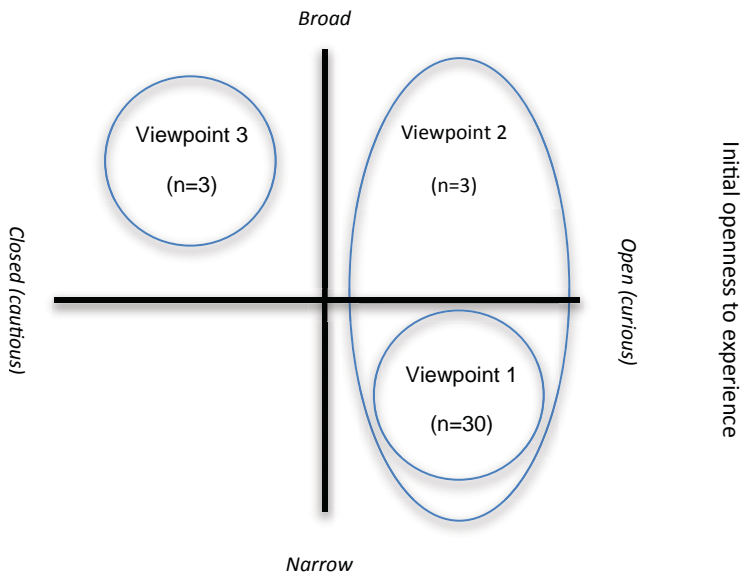 Broad
Viewpoint 3
(n=3)
Viewpoint 2
(n=3)
Closed (cautious)
Open (curious)
Initial openness to experience
Viewpoint 1
(n=30)
Narrow